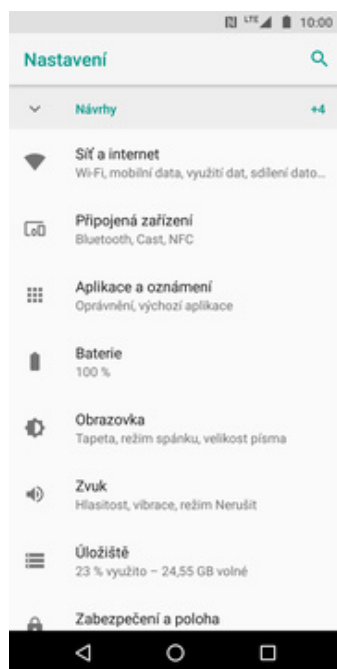 LTE 10:00
Nastavení
Návrhy +4
Síť a internet
Wi-Fi, mobilní data, využití dat, sdílení dato...
Připojená zařízení
Bluetooth, Cast, NFC
Aplikace a oznámení
Oprávnění, výchozí aplikace
Baterie
100 %
Obrazovka
Tapeta, režim spánku, velikost písma
Zvuk
Hlasitost, vibrace, režim Nerušit
Úložiště
23 % využito – 24,55 GB volné
Zabezpečení a poloha